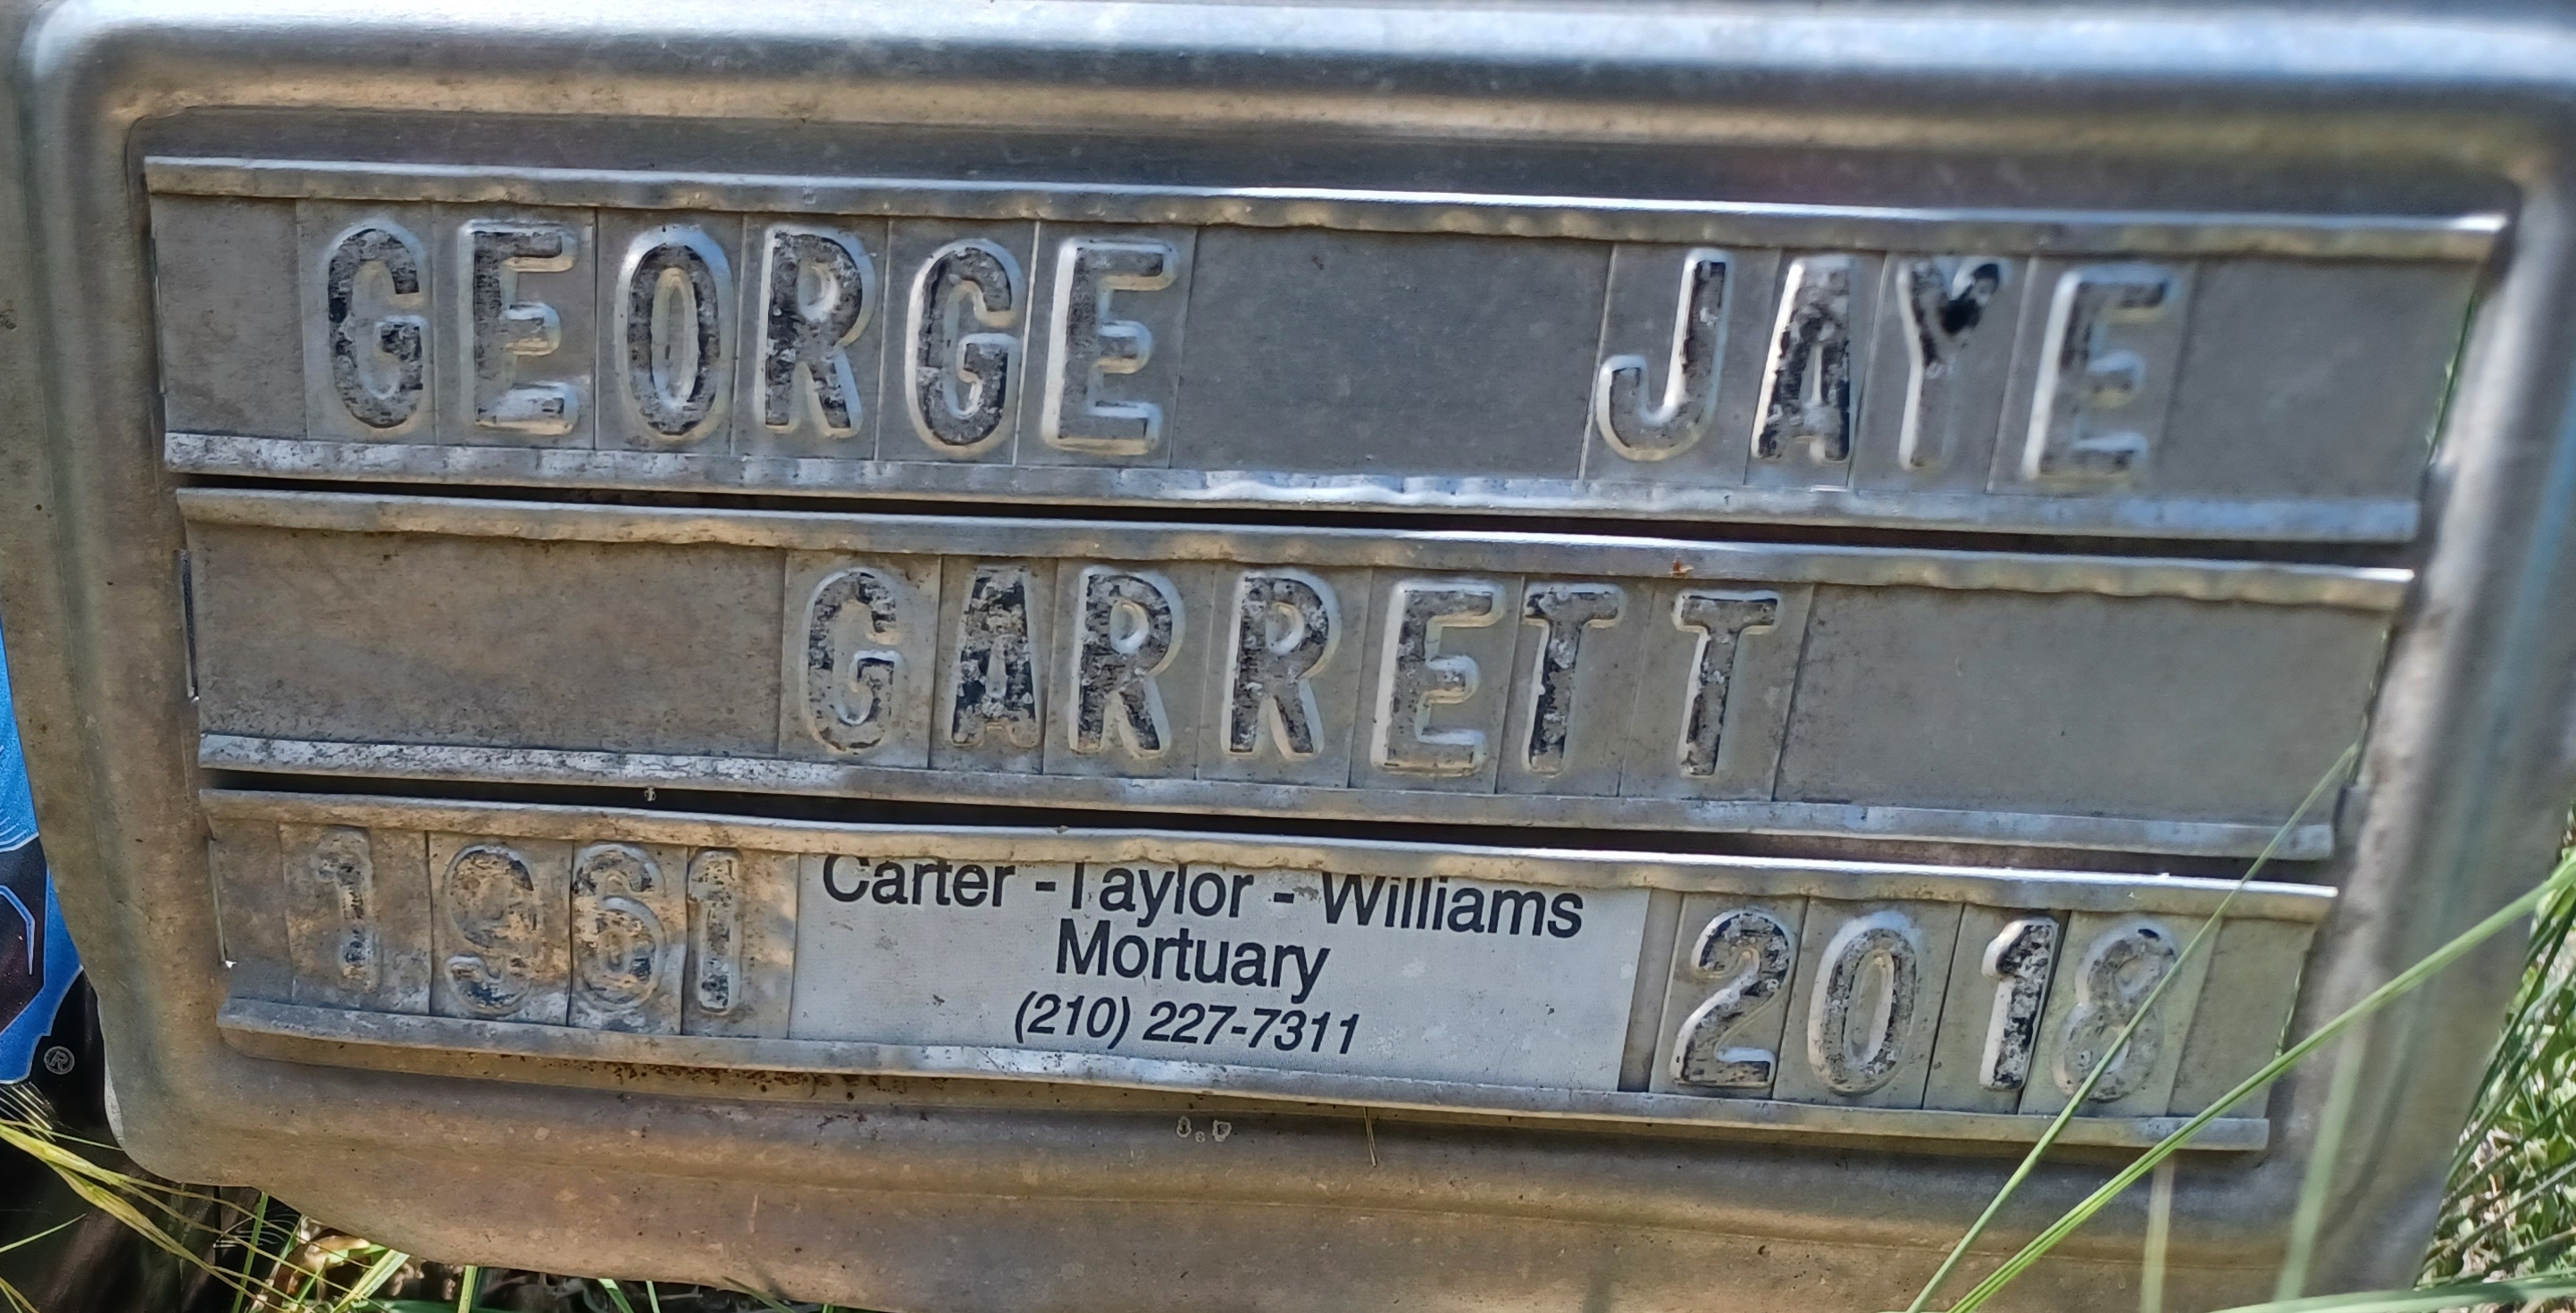 GEORGE JAYE
GARRETT
1961
Carter - Taylor - Williams
Mortuary
(210) 227-7311
2018
®